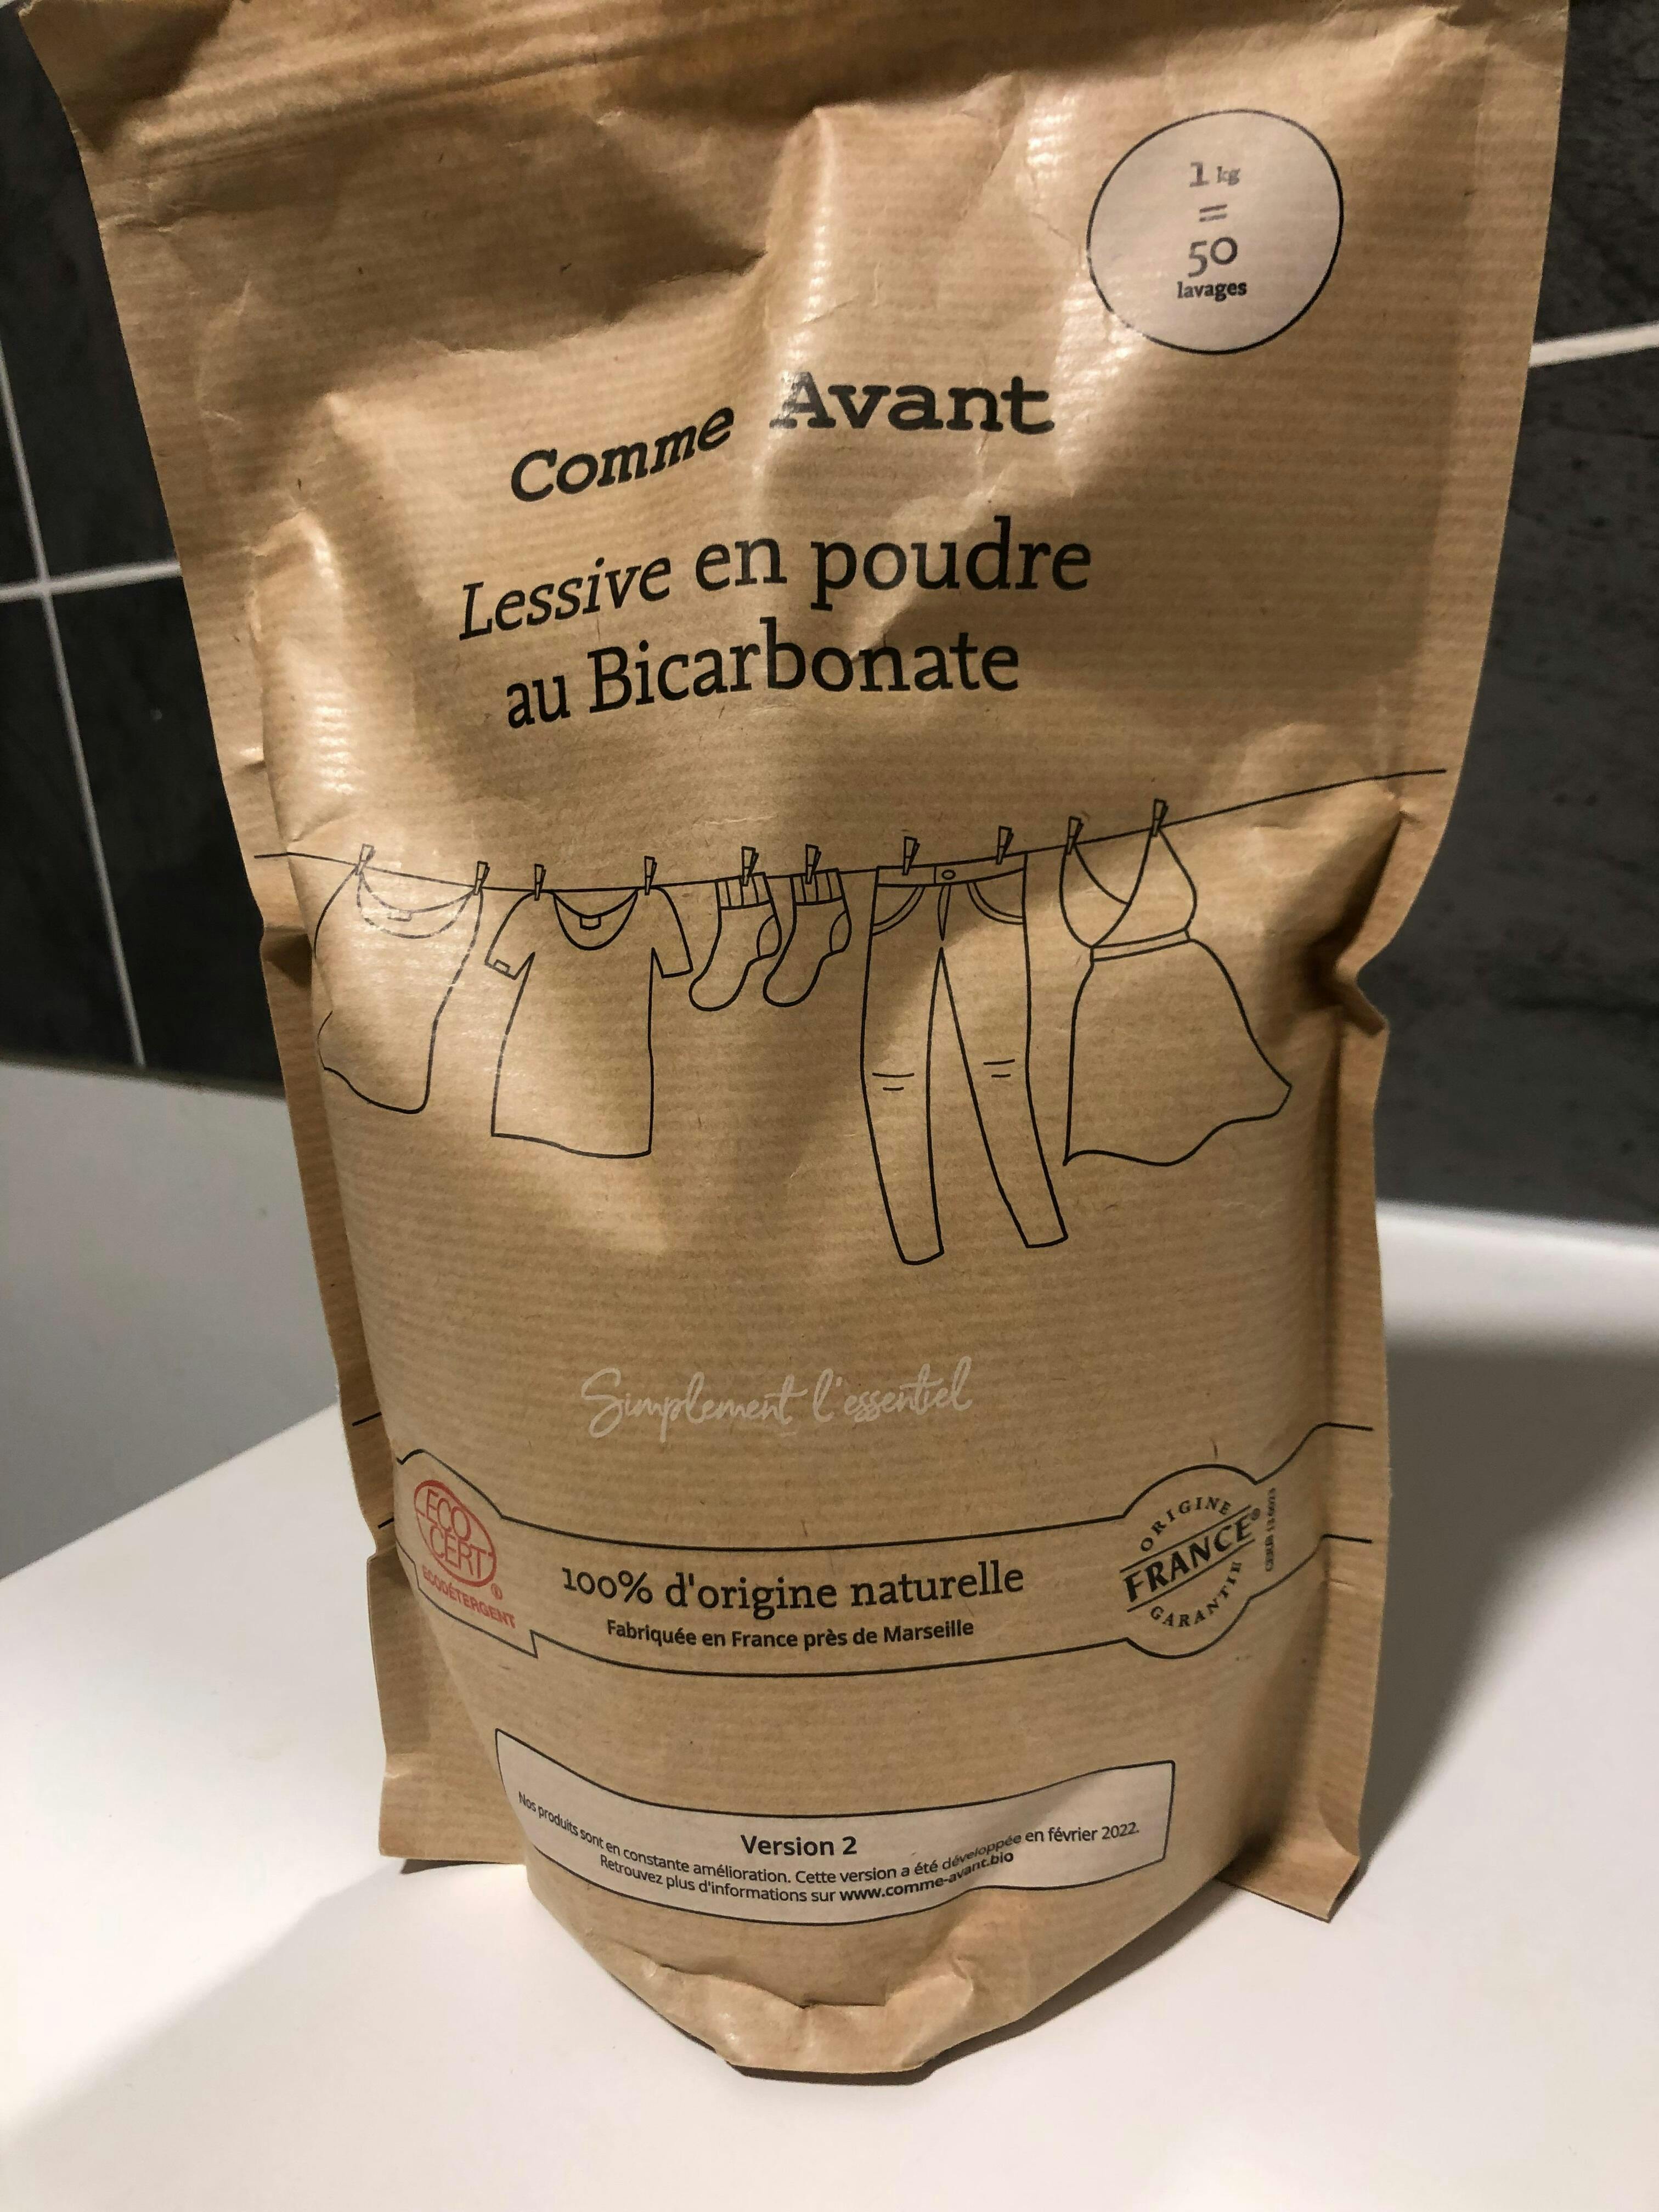 1 kg
=
50
lavages
Comme Avant
Lessive en poudre
au Bicarbonate
Simplement l'essentiel
ECO
CERT
ECODÉTERGENT
100% d'origine naturelle
Fabriquée en France près de Marseille
ORIGINE
FRANCE®
GARANTIE
Version 2
Nos produits sont en constante amélioration. Cette version a été développée en février 2022.
Retrouvez plus d'informations sur www.comme-avant.bio